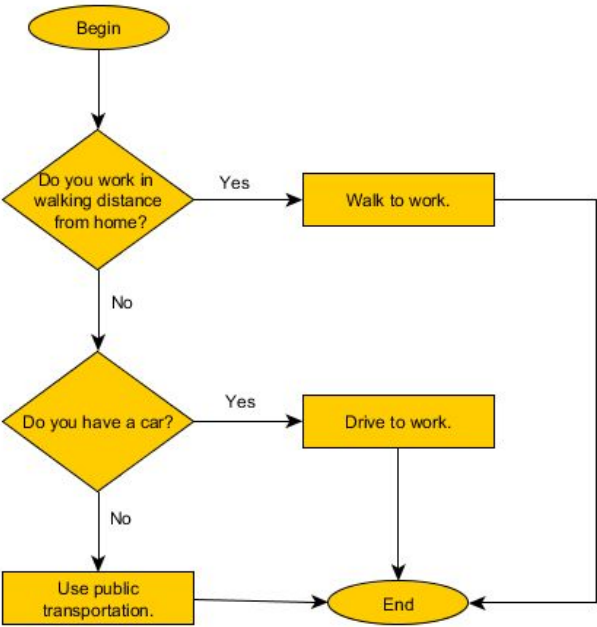 Begin
Do you work in
walking distance
from home?
Yes
Walk to work.
No
Do you have a car?
Yes
Drive to work.
No
Use public
transportation.
End